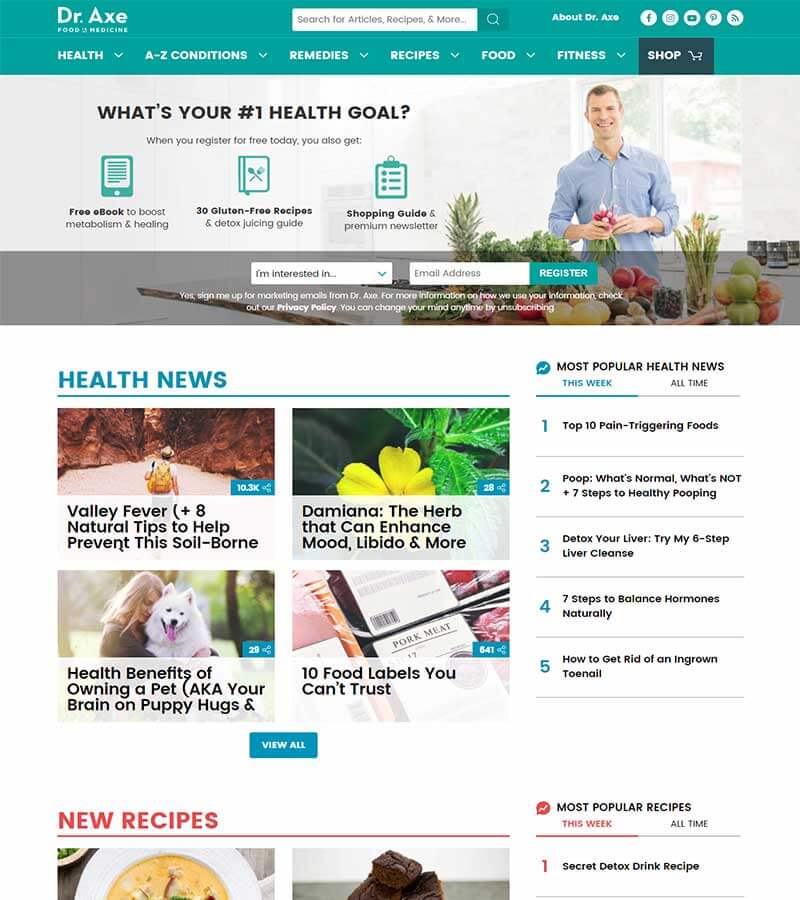 Dr. Axe
FOOD IS MEDICINE
Search for Articles, Recipes, & More...
About Dr. Axe
HEALTH
A-Z CONDITIONS
REMEDIES
RECIPES
FOOD
FITNESS
SHOP
WHAT'S YOUR #1 HEALTH GOAL?
When you register for free today, you also get:
Free eBook to boost
metabolism & healing
30 Gluten-Free Recipes
& detox juicing guide
Shopping Guide &
premium newsletter
I'm interested in...
Email Address
REGISTER
Yes, sign me up for marketing emails from Dr. Axe. For more information on how we use your information, check
out our Privacy Policy. You can change your mind anytime by unsubscribing
HEALTH NEWS
10.3K
Valley Fever (+ 8
Natural Tips to Help
Prevent This Soil-Borne
28
Damiana: The Herb
that Can Enhance
Mood, Libido & More
29
Health Benefits of
Owning a Pet (AKA Your
Brain on Puppy Hugs &
PORK MEAT
641
10 Food Labels You
Can't Trust
VIEW ALL
MOST POPULAR HEALTH NEWS
THIS WEEK
ALL TIME
1 Top 10 Pain-Triggering Foods
2 Poop: What's Normal, What's NOT
+ 7 Steps to Healthy Pooping
3 Detox Your Liver: Try My 6-Step
Liver Cleanse
4 7 Steps to Balance Hormones
Naturally
5 How to Get Rid of an Ingrown
Toenail
NEW RECIPES
MOST POPULAR RECIPES
THIS WEEK
ALL TIME
1 Secret Detox Drink Recipe